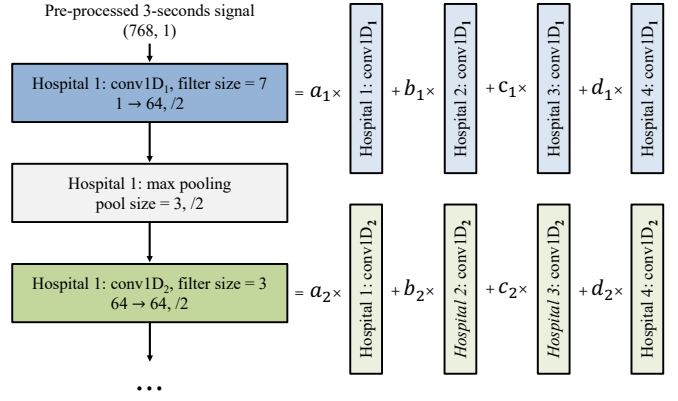 Pre-processed 3-seconds signal
(768, 1)
Hospital 1: conv1D₁, filter size = 7
1 → 64, /2
= a₁× Hospital 1: conv1D₁ + b₁× Hospital 2: conv1D₁ + c₁× Hospital 3: conv1D₁ + d₁× Hospital 4: conv1D₁
Hospital 1: max pooling
pool size = 3, /2
Hospital 1: conv1D₂, filter size = 3
64 → 64, /2
= a₂× Hospital 1: conv1D₂ + b₂× Hospital 2: conv1D₂ + c₂× Hospital 3: conv1D₂ + d₂× Hospital 4: conv1D₂
...